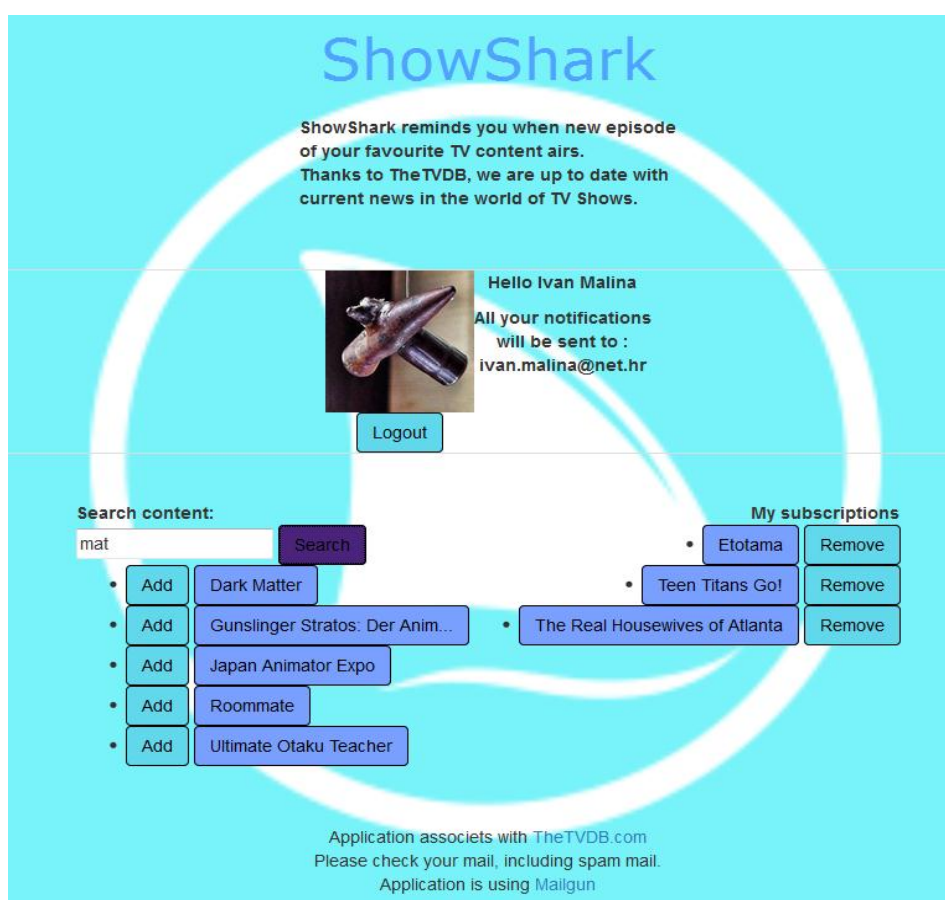 ShowShark
ShowShark reminds you when new episode
of your favourite TV content airs.
Thanks to TheTVDB, we are up to date with
current news in the world of TV Shows.
Hello Ivan Malina
All your notifications
will be sent to :
ivan.malina@net.hr
Logout
Search content:
mat Search
• Add Dark Matter
• Add Gunslinger Stratos: Der Anim...
• Add Japan Animator Expo
• Add Roommate
• Add Ultimate Otaku Teacher
My subscriptions
• Etotama Remove
• Teen Titans Go! Remove
• The Real Housewives of Atlanta Remove
Application associets with TheTVDB.com
Please check your mail, including spam mail.
Application is using Mailgun